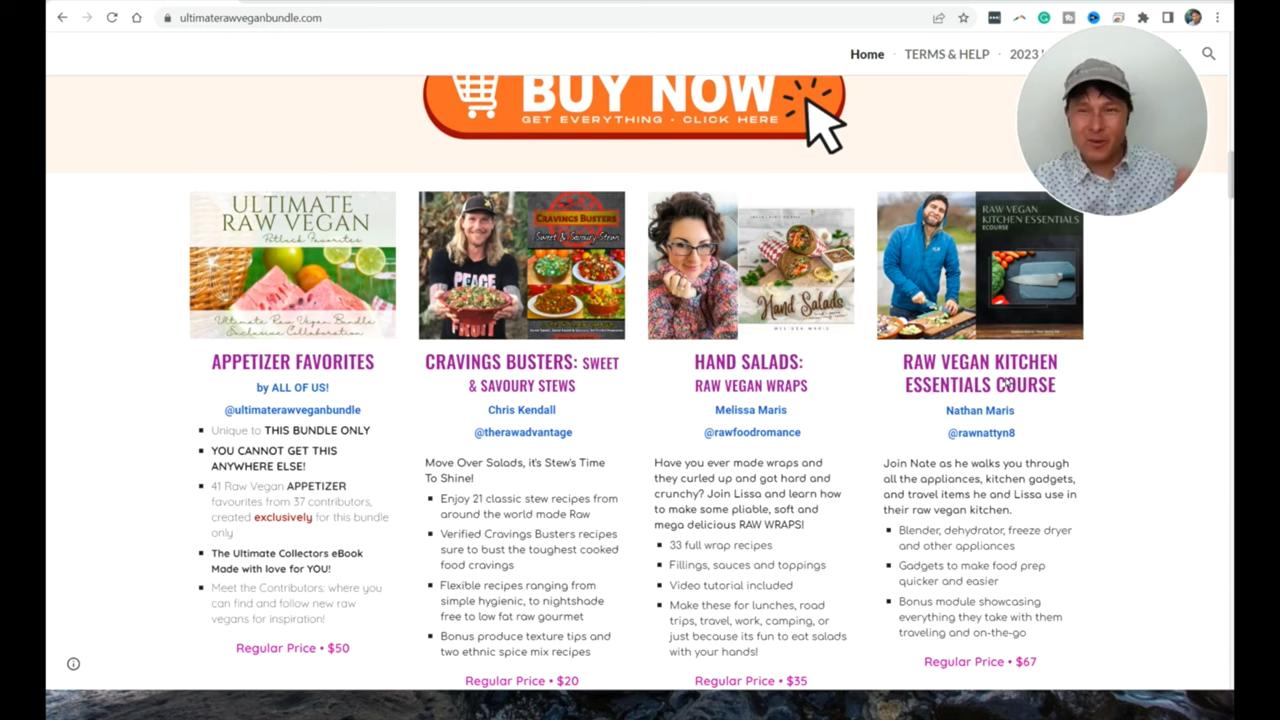 ultimaterawveganbundle.com
Home · TERMS & HELP · 2023
BUY NOW
GET EVERYTHING • CLICK HERE
ULTIMATE
RAW VEGAN
Potluck Favorites
Ultimate Raw Vegan Bundle
Exclusive Collaboration
APPETIZER FAVORITES
by ALL OF US!
@ultimaterawveganbundle
Unique to THIS BUNDLE ONLY
YOU CANNOT GET THIS
ANYWHERE ELSE!
41 Raw Vegan APPETIZER
favourites from 37 contributors,
created exclusively for this bundle
only
The Ultimate Collectors eBook
Made with love for YOU!
Meet the Contributors: where you
can find and follow new raw
vegans for inspiration!
Regular Price • $50
PEACE
CRAVINGS BUSTERS
Sweet & Savoury Stews
CRAVINGS BUSTERS: SWEET
& SAVOURY STEWS
Chris Kendall
@therawadvantage
Move Over Salads, it's Stew's Time
To Shine!
Enjoy 21 classic stew recipes from
around the world made Raw
Verified Cravings Busters recipes
sure to bust the toughest cooked
food cravings
Flexible recipes ranging from
simple hygienic, to nightshade
free to low fat raw gourmet
Bonus produce texture tips and
two ethnic spice mix recipes
Regular Price • $20
Hand Salads
MELISSA MARIS
HAND SALADS:
RAW VEGAN WRAPS
Melissa Maris
@rawfoodromance
Have you ever made wraps and
they curled up and got hard and
crunchy? Join Lissa and learn how
to make some pliable, soft and
mega delicious RAW WRAPS!
33 full wrap recipes
Fillings, sauces and toppings
Video tutorial included
Make these for lunches, road
trips, travel, work, camping, or
just because its fun to eat salads
with your hands!
Regular Price • $35
RAW VEGAN
KITCHEN ESSENTIALS
ECOURSE
RAW VEGAN KITCHEN
ESSENTIALS COURSE
Nathan Maris
@rawnattyn8
Join Nate as he walks you through
all the appliances, kitchen gadgets,
and travel items he and Lissa use in
their raw vegan kitchen.
Blender, dehydrator, freeze dryer
and other appliances
Gadgets to make food prep
quicker and easier
Bonus module showcasing
everything they take with them
traveling and on-the-go
Regular Price • $67